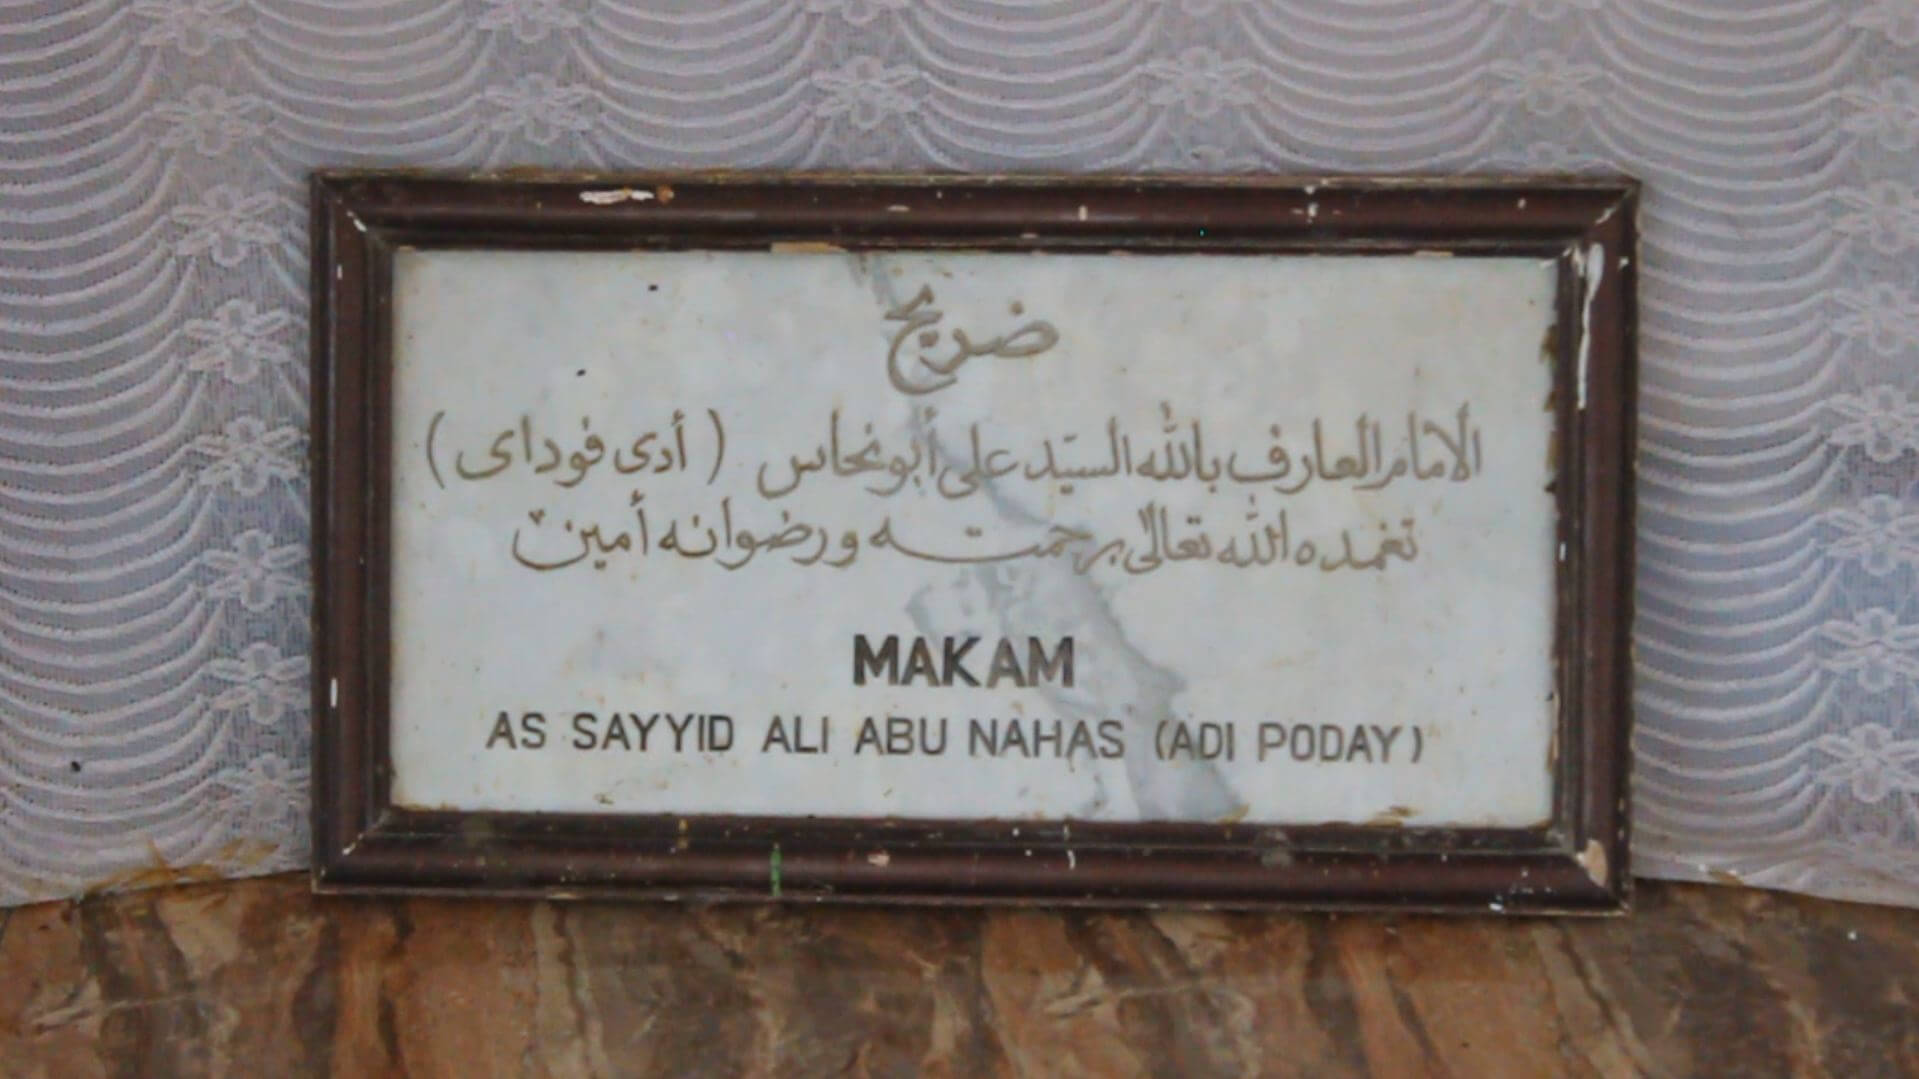 ضريح
الامام العارف بالله السيّد على أبو نحاس (أدى فوداى)
تغمده الله تعالى برحمته ورضوانه أمين
MAKAM
AS SAYYID ALI ABU NAHAS (ADI PODAY)